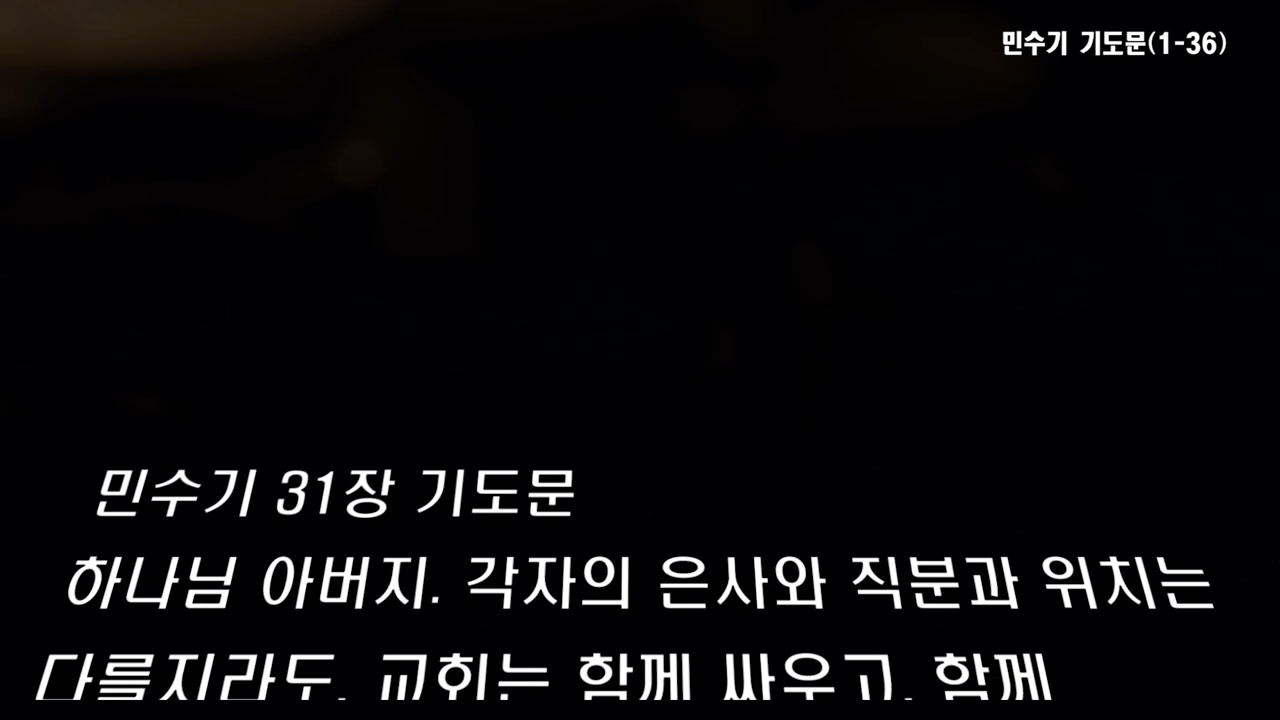 민수기 기도문(1-36)
민수기 31장 기도문
하나님 아버지. 각자의 은사와 직분과 위치는
다를지라도, 교회는 함께 싸우고, 함께